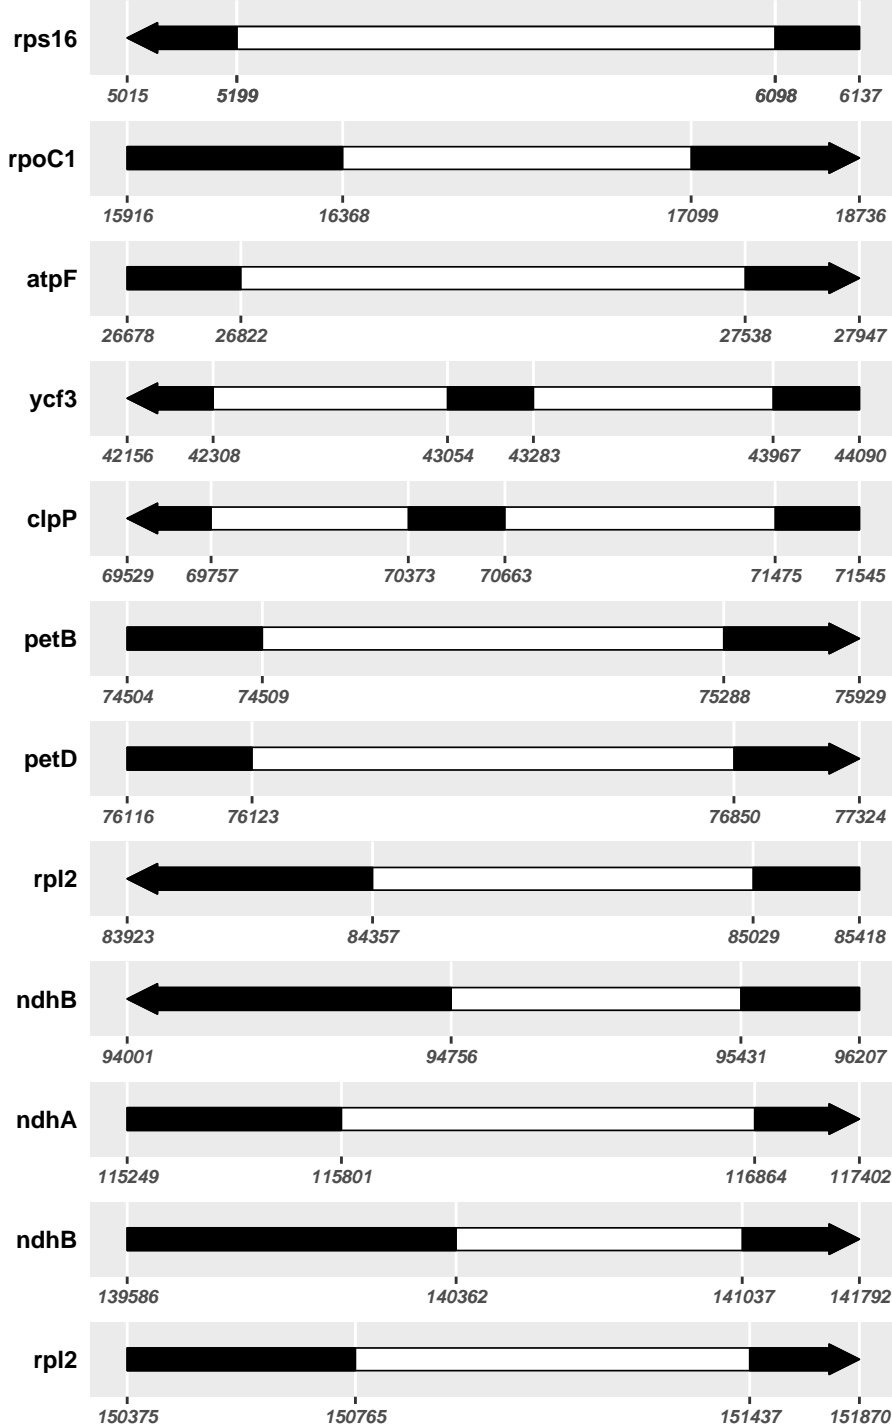 rps16
5015 5199 6098 6137
rpoC1
15916 16368 17099 18736
atpF
26678 26822 27538 27947
ycf3
42156 42308 43054 43283 43967 44090
clpP
69529 69757 70373 70663 71475 71545
petB
74504 74509 75288 75929
petD
76116 76123 76850 77324
rpl2
83923 84357 85029 85418
ndhB
94001 94756 95431 96207
ndhA
115249 115801 116864 117402
ndhB
139586 140362 141037 141792
rpl2
150375 150765 151437 151870